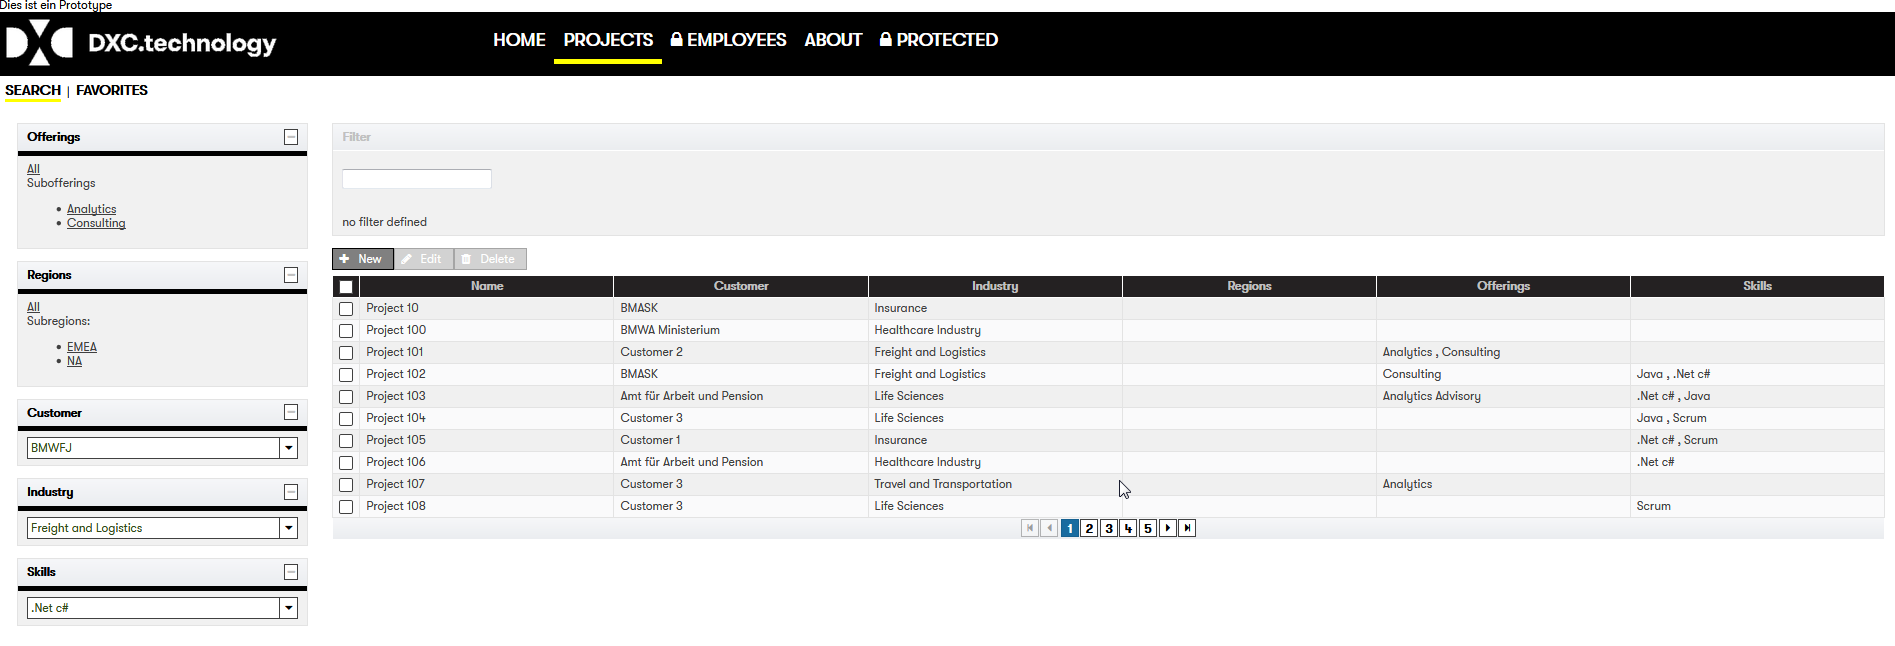 Dies ist ein Prototype
DXC.technology
HOME PROJECTS EMPLOYEES ABOUT PROTECTED
SEARCH | FAVORITES
Offerings
All
Subofferings
• Analytics
• Consulting
Regions
All
Subregions:
• EMEA
• NA
Customer
BMWFJ
Industry
Freight and Logistics
Skills
.Net c#
Filter
no filter defined
New Edit Delete
Name Customer Industry Regions Offerings Skills
Project 10 BMASK Insurance
Project 100 BMWA Ministerium Healthcare Industry
Project 101 Customer 2 Freight and Logistics Analytics , Consulting
Project 102 BMASK Freight and Logistics Consulting Java , .Net c#
Project 103 Amt für Arbeit und Pension Life Sciences Analytics Advisory .Net c# , Java
Project 104 Customer 3 Life Sciences Java , Scrum
Project 105 Customer 1 Insurance .Net c# , Scrum
Project 106 Amt für Arbeit und Pension Healthcare Industry .Net c#
Project 107 Customer 3 Travel and Transportation Analytics
Project 108 Customer 3 Life Sciences Scrum
1 2 3 4 5